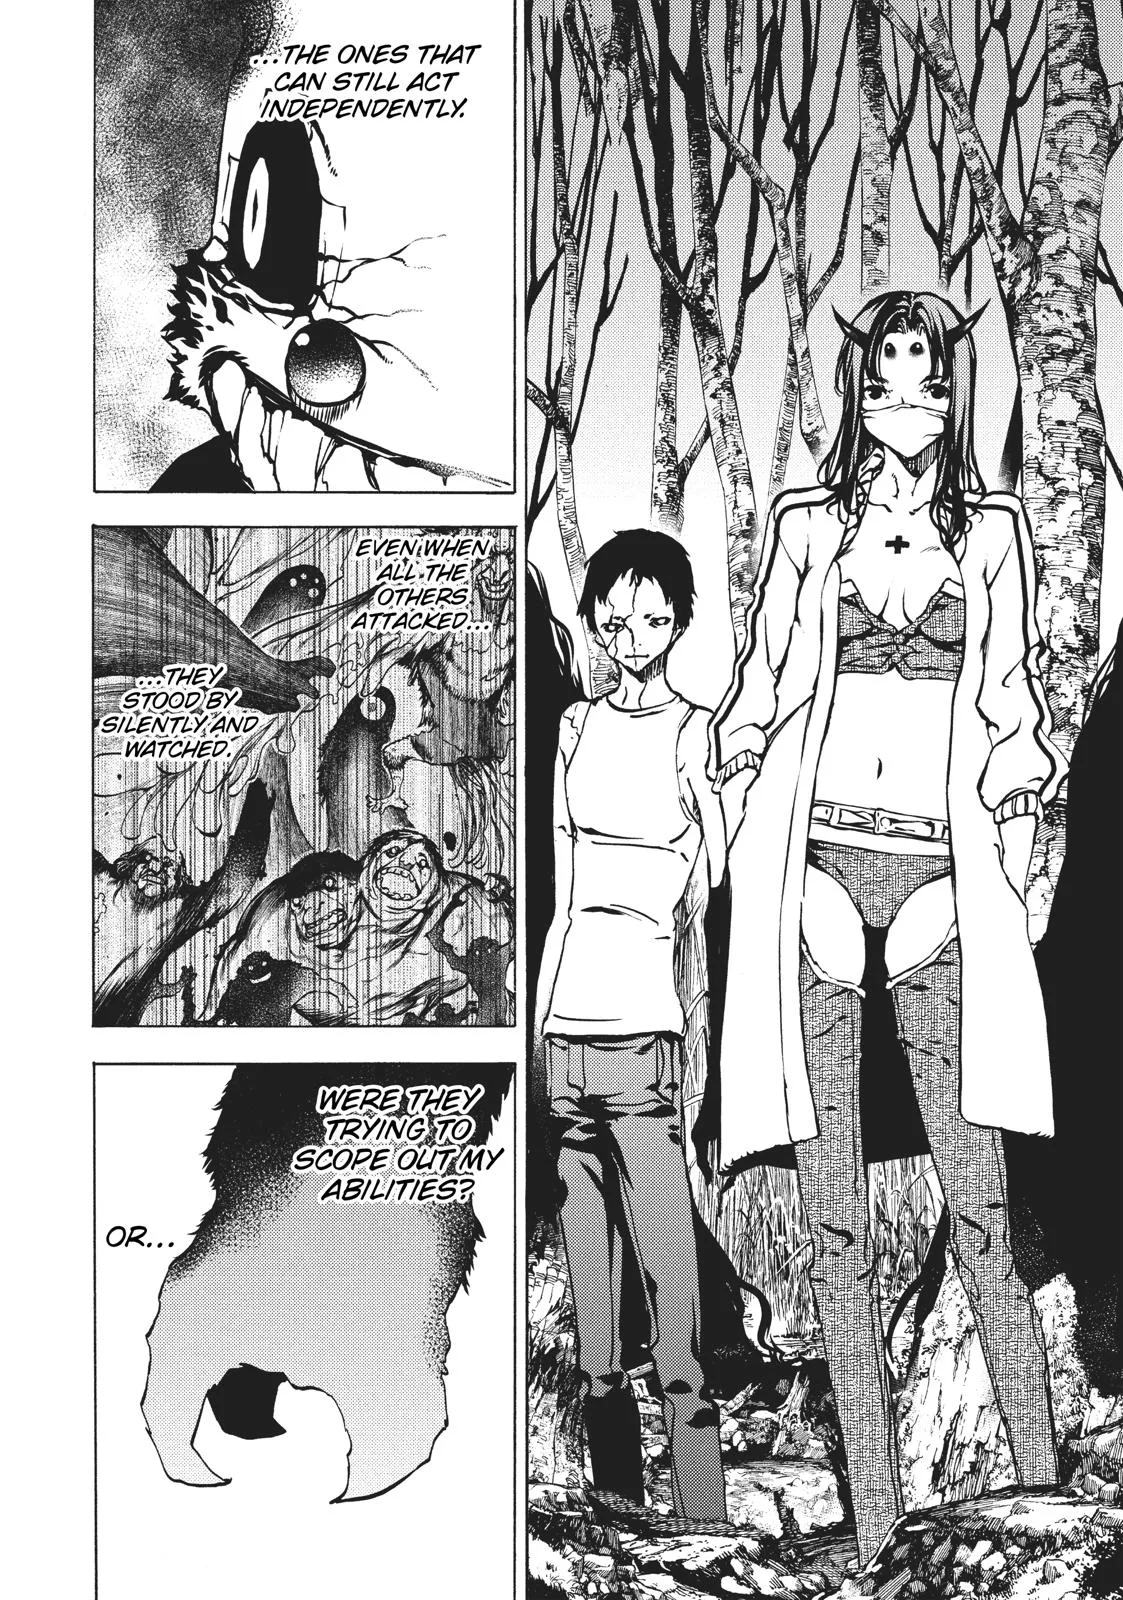 ...THE ONES THAT
CAN STILL ACT
INDEPENDENTLY.
EVEN WHEN
ALL THE
OTHERS
ATTACKED...
...THEY
STOOD BY
SILENTLY AND
WATCHED.
WERE THEY
TRYING TO
SCOPE OUT MY
ABILITIES?
OR...